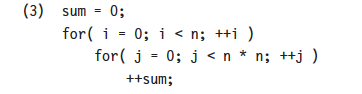 (3) sum = 0;
for( i = 0; i < n; ++i )
for( j = 0; j < n * n; ++j )
++sum;